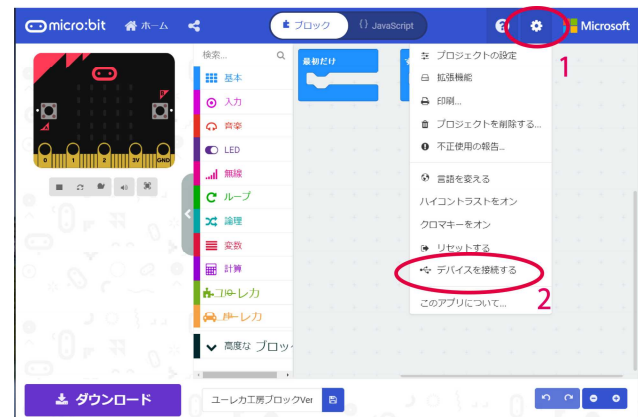 micro:bit
ホーム
ブロック
{} JavaScript
?
Microsoft
1
検索...
最初だけ
基本
入力
音楽
LED
無線
ループ
論理
変数
計算
レカ
レカ
高度なブロック
プロジェクトの設定
拡張機能
印刷...
プロジェクトを削除する...
不正使用の報告...
言語を変える
ハイコントラストをオン
クロマキーをオン
リセットする
デバイスを接続する
2
このアプリについて...
A
B
0 1 2 3V GND
ダウンロード
ユーレカ工房ブロックVer